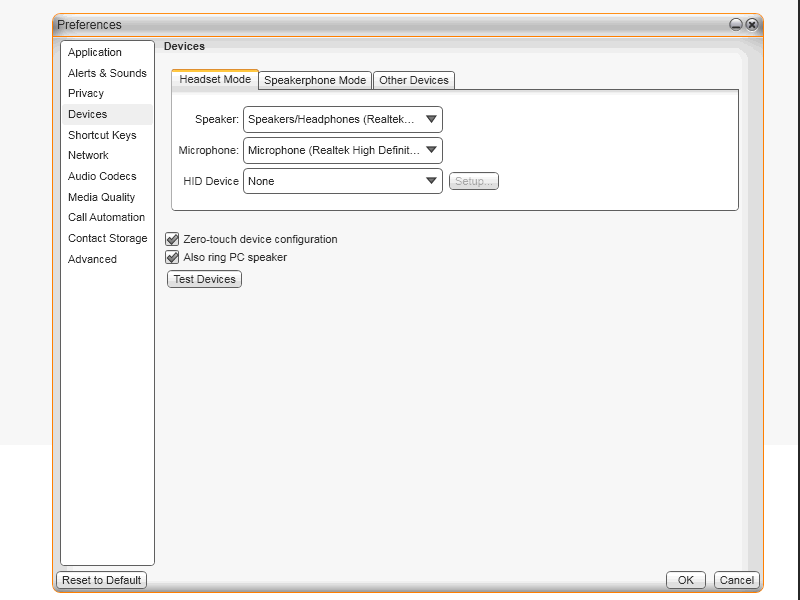 Preferences
Application
Alerts & Sounds
Privacy
Devices
Shortcut Keys
Network
Audio Codecs
Media Quality
Call Automation
Contact Storage
Advanced
Devices
Headset Mode Speakerphone Mode Other Devices
Speaker: Speakers/Headphones (Realtek...
Microphone: Microphone (Realtek High Definit...
HID Device None Setup...
Zero-touch device configuration
Also ring PC speaker
Test Devices
Reset to Default OK Cancel